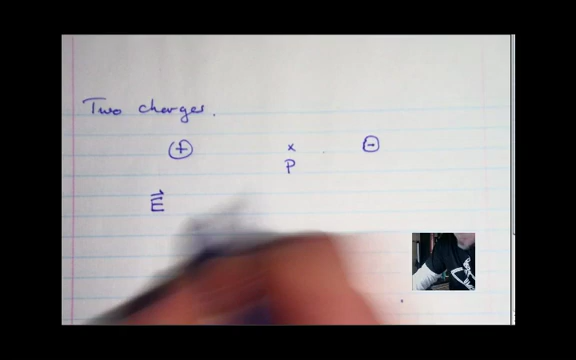 Two charges.
+ x -
P
E